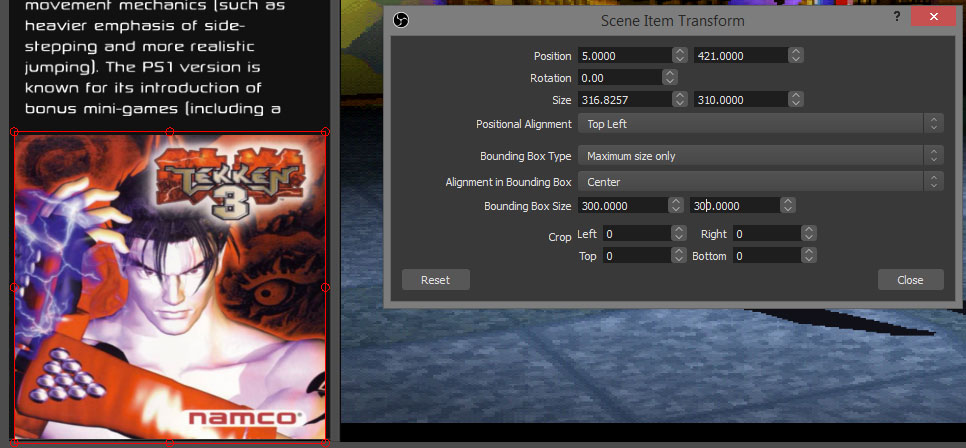 movement mechanics (such as
heavier emphasis of side-
stepping and more realistic
jumping). The PS1 version is
known for its introduction of
bonus mini-games (including a
TEKKEN
3
namco
Scene Item Transform
?
Position 5.0000 421.0000
Rotation 0.00
Size 316.8257 310.0000
Positional Alignment Top Left
Bounding Box Type Maximum size only
Alignment in Bounding Box Center
Bounding Box Size 300.0000 300.0000
Crop Left 0 Right 0
Top 0 Bottom 0
Reset Close